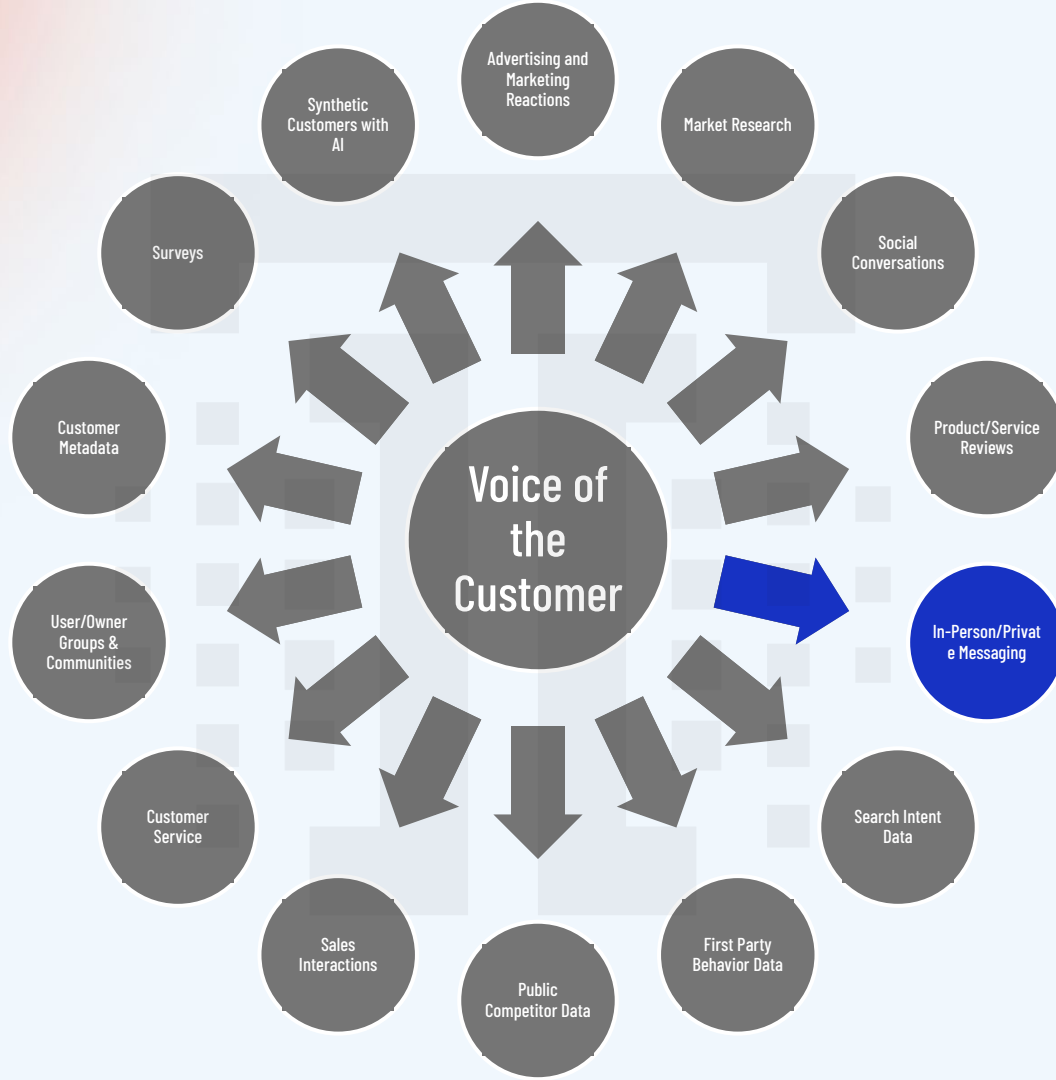 Advertising and
Marketing
Reactions
Market Research
Social
Conversations
Product/Service
Reviews
In-Person/Privat
e Messaging
Search Intent
Data
First Party
Behavior Data
Public
Competitor Data
Sales
Interactions
Customer
Service
User/Owner
Groups &
Communities
Customer
Metadata
Surveys
Synthetic
Customers with
AI
Voice of
the
Customer